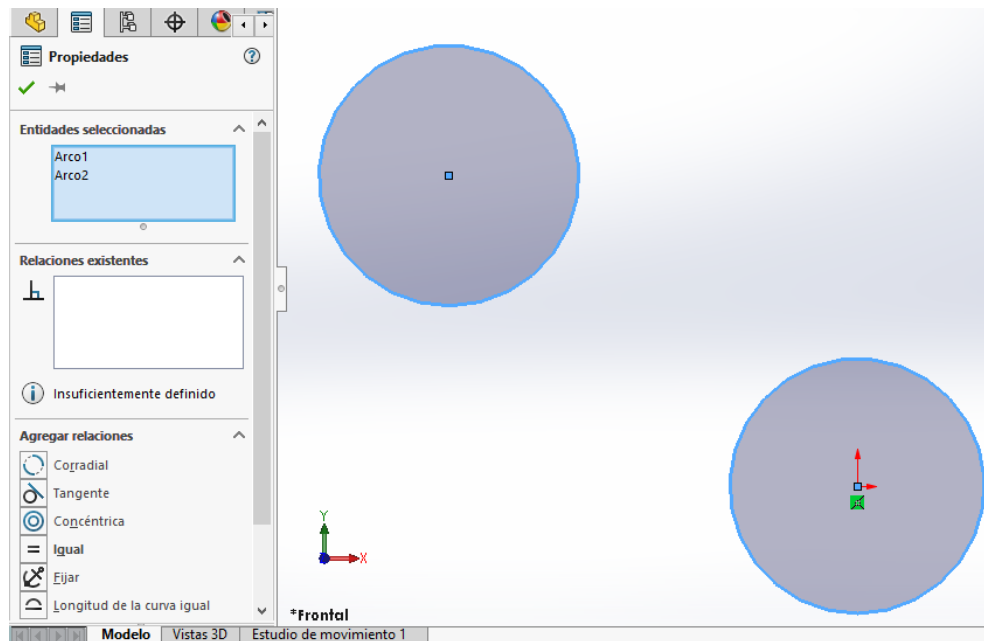 Propiedades
Entidades seleccionadas
Arco1
Arco2
Relaciones existentes
Insuficientemente definido
Agregar relaciones
Corradial
Tangente
Concéntrica
Igual
Fijar
Longitud de la curva igual
Y
X
*Frontal
Modelo
Vistas 3D
Estudio de movimiento 1